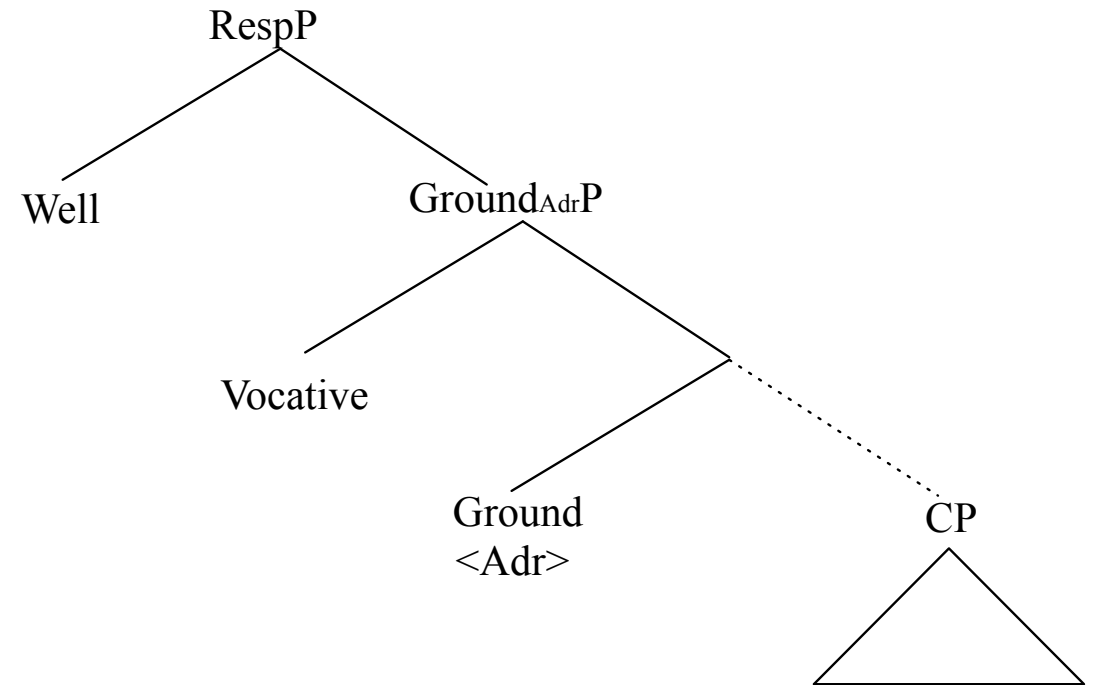 RespP
Well
GroundAdrP
Vocative
Ground
<Adr>
CP